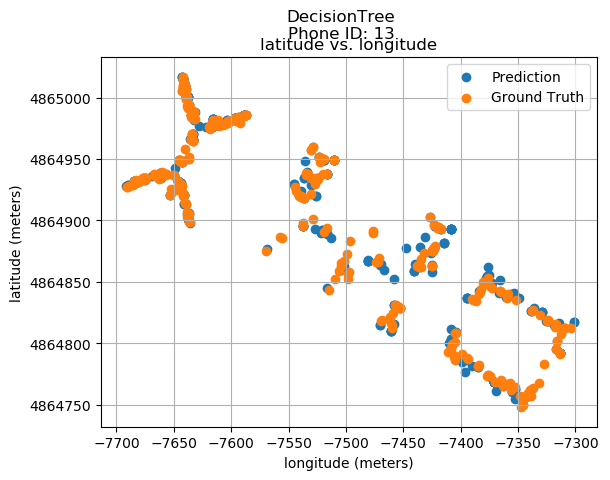 DecisionTree
Phone ID: 13
latitude vs. longitude
Prediction
Ground Truth
4865000
4864950
4864900
4864850
4864800
4864750
latitude (meters)
−7700 −7650 −7600 −7550 −7500 −7450 −7400 −7350 −7300
longitude (meters)